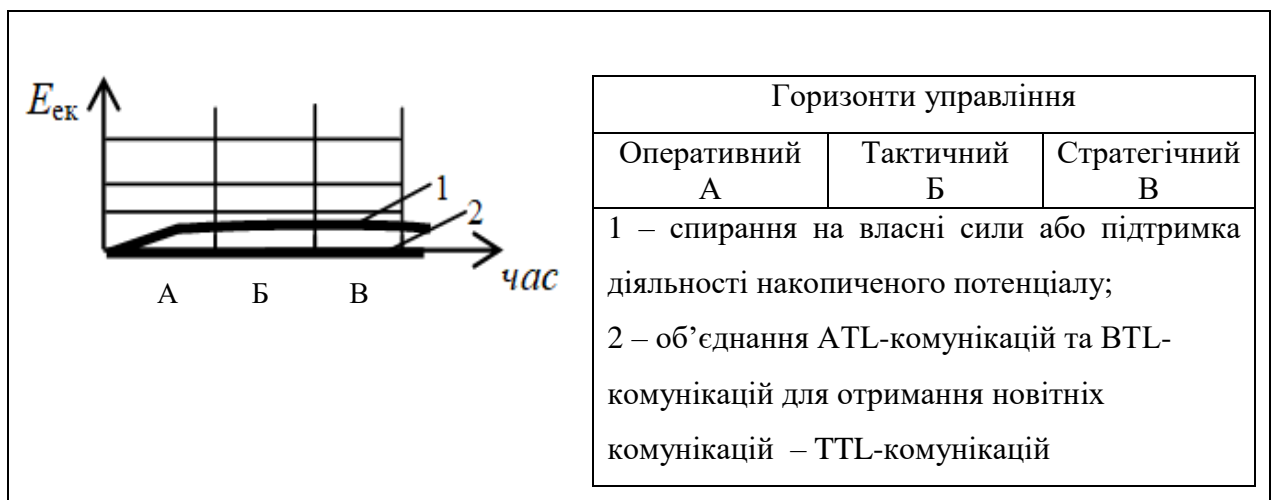 Eек
1
2
час
А Б В
Горизонти управління
Оперативний Тактичний Стратегічний
А Б В
1 – спирання на власні сили або підтримка
діяльності накопиченого потенціалу;
2 – об’єднання ATL-комунікацій та BTL-
комунікацій для отримання новітніх
комунікацій – TTL-комунікацій